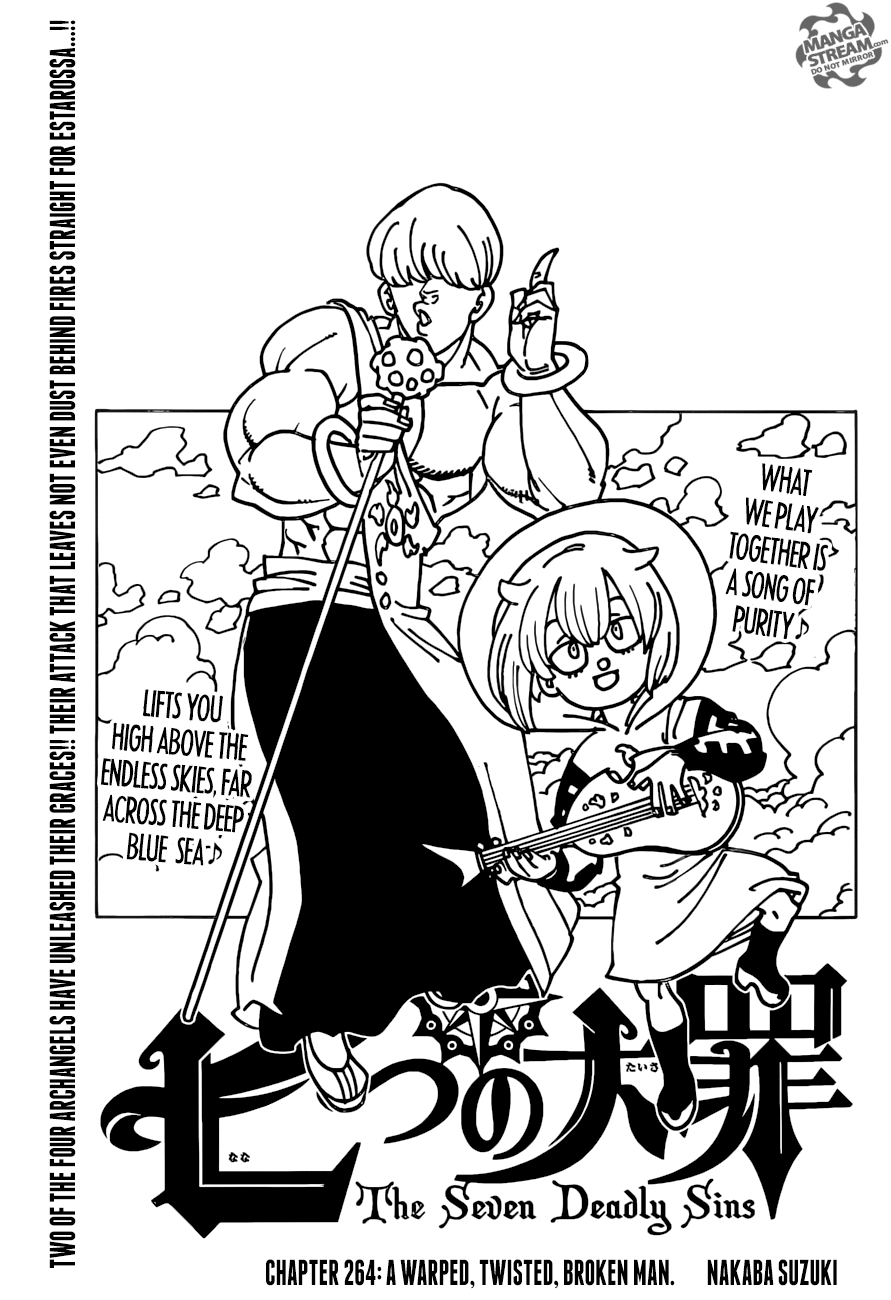 MANGA
STREAM.com
DO NOT MIRROR
TWO OF THE FOUR ARCHANGELS HAVE UNLEASHED THEIR GRACES!! THEIR ATTACK THAT LEAVES NOT EVEN DUST BEHIND FIRES STRAIGHT FOR ESTAROSSA...!!
WHAT
WE PLAY
TOGETHER IS
A SONG OF
PURITY♪
LIFTS YOU
HIGH ABOVE THE
ENDLESS SKIES, FAR
ACROSS THE DEEP
BLUE SEA♪
七つの大罪
なな
たいざ
The Seven Deadly Sins
CHAPTER 264: A WARPED, TWISTED, BROKEN MAN. NAKABA SUZUKI